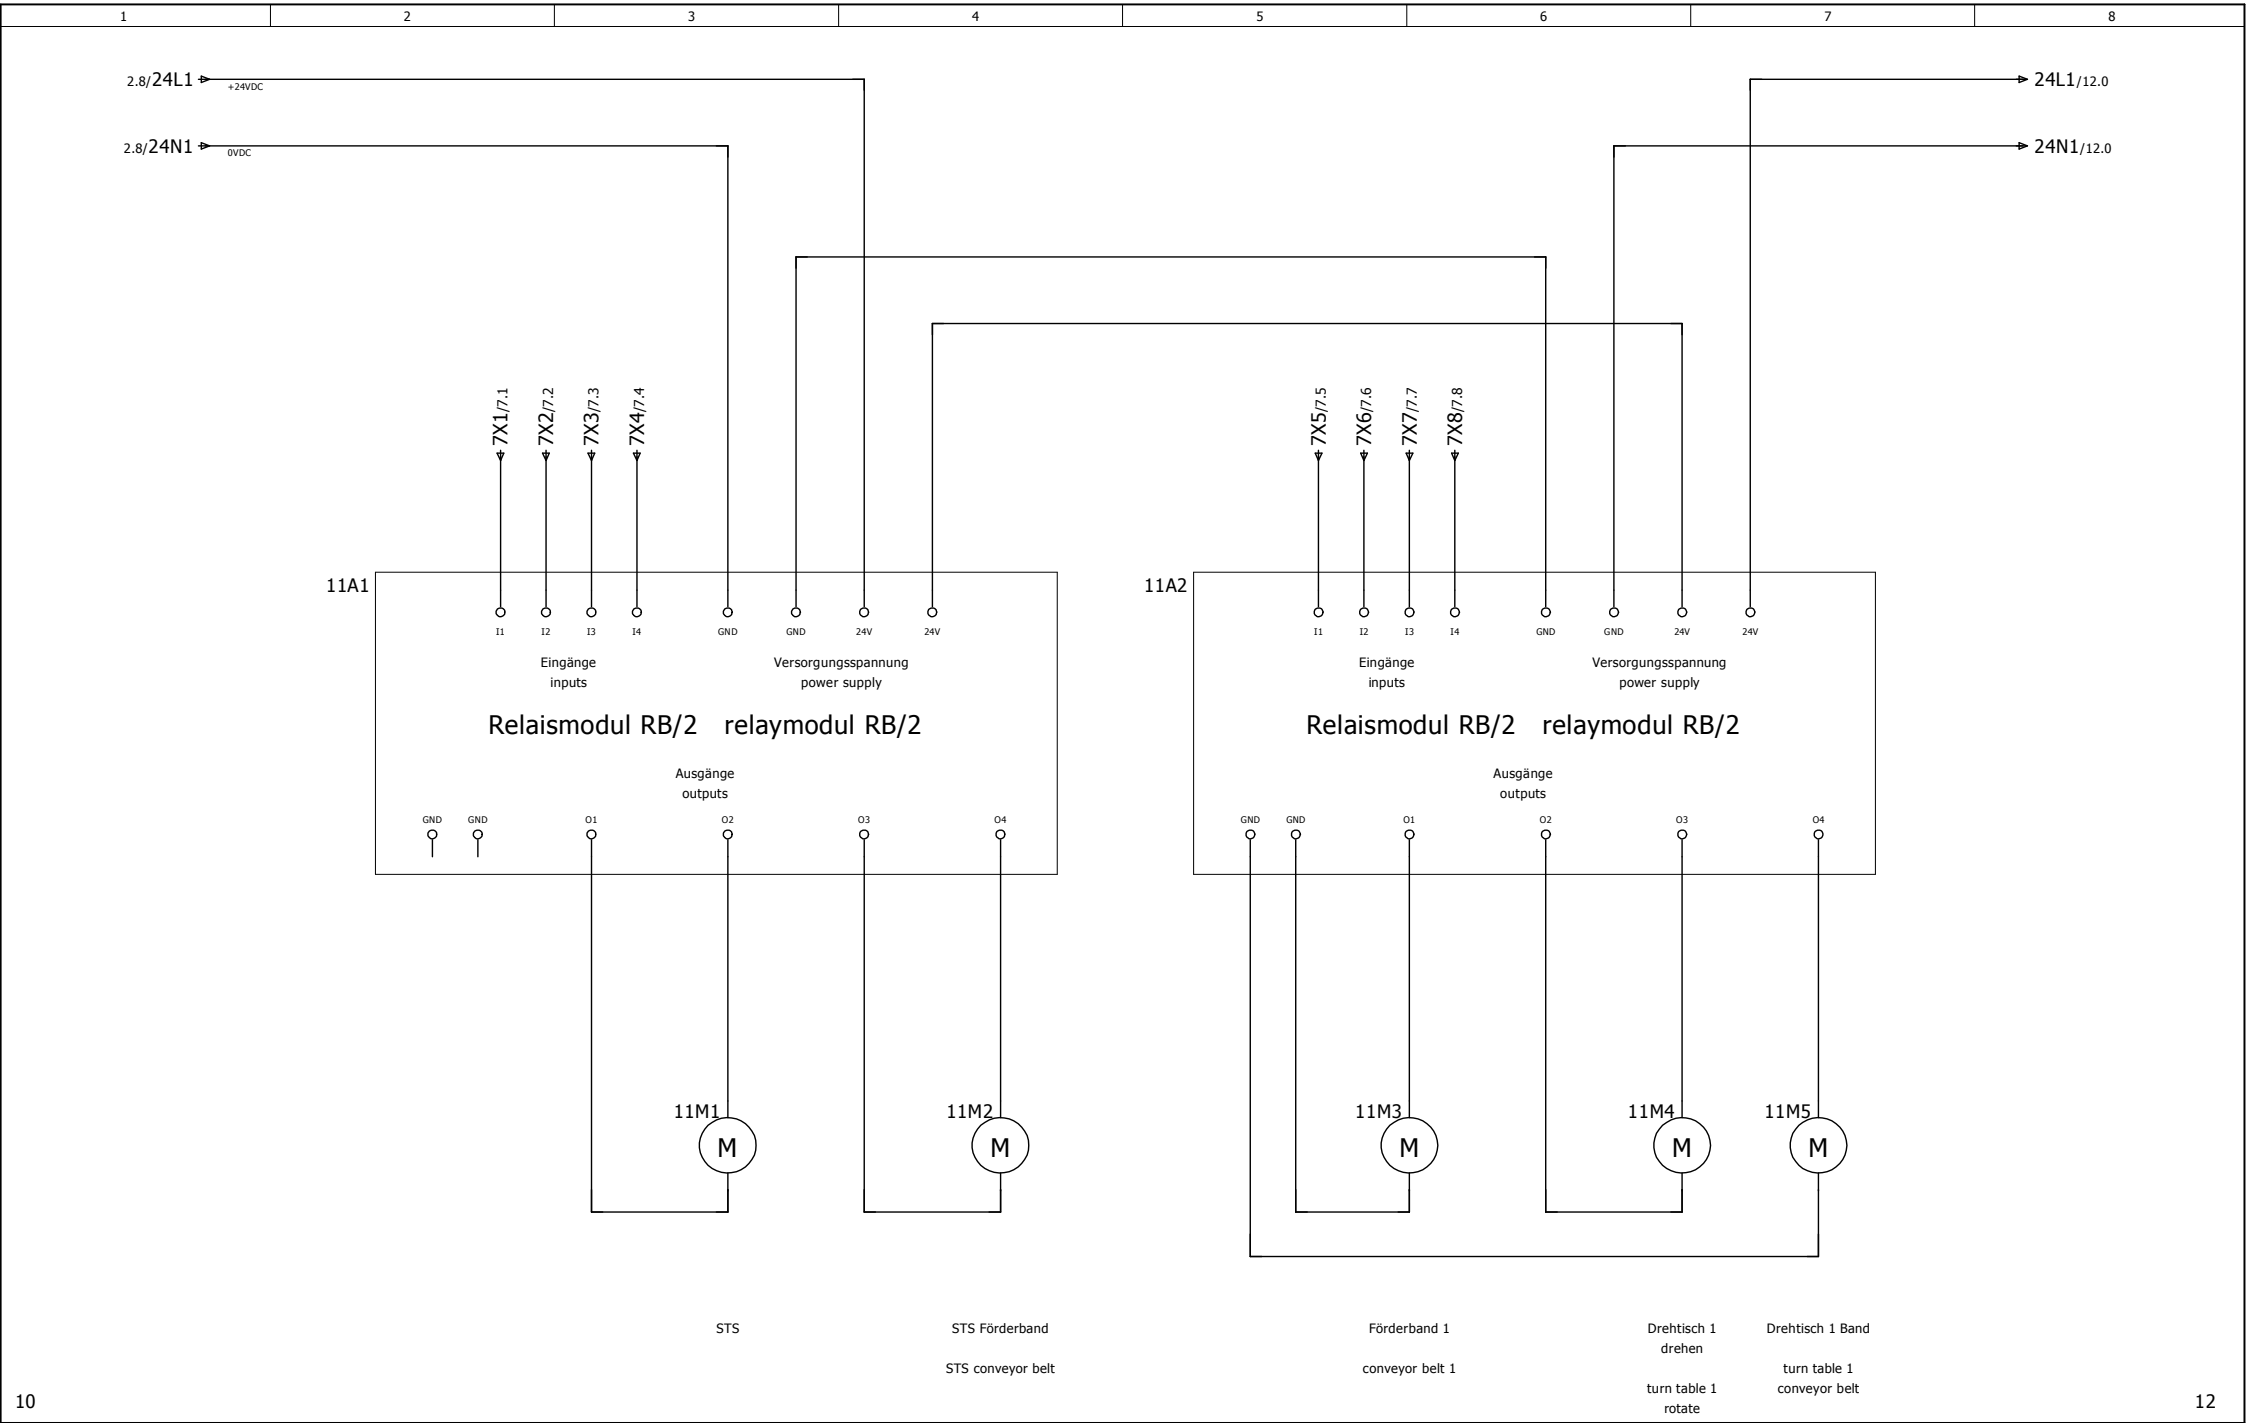 1 2 3 4 5 6 7 8
2.8/24L1 +24VDC 24L1/12.0
2.8/24N1 0VDC 24N1/12.0
7X1/7.1
7X2/7.2
7X3/7.3
7X4/7.4
7X5/7.5
7X6/7.6
7X7/7.7
7X8/7.8
11A1
I1 I2 I3 I4 GND GND 24V 24V
Eingänge
inputs
Versorgungsspannung
power supply
Relaismodul RB/2 relaymodul RB/2
Ausgänge
outputs
GND GND O1 O2 O3 O4
11A2
I1 I2 I3 I4 GND GND 24V 24V
Eingänge
inputs
Versorgungsspannung
power supply
Relaismodul RB/2 relaymodul RB/2
Ausgänge
outputs
GND GND O1 O2 O3 O4
11M1
M
11M2
M
11M3
M
11M4
M
11M5
M
STS
STS Förderband
STS conveyor belt
Förderband 1
conveyor belt 1
Drehtisch 1
drehen
turn table 1
rotate
Drehtisch 1 Band
turn table 1
conveyor belt
10
12